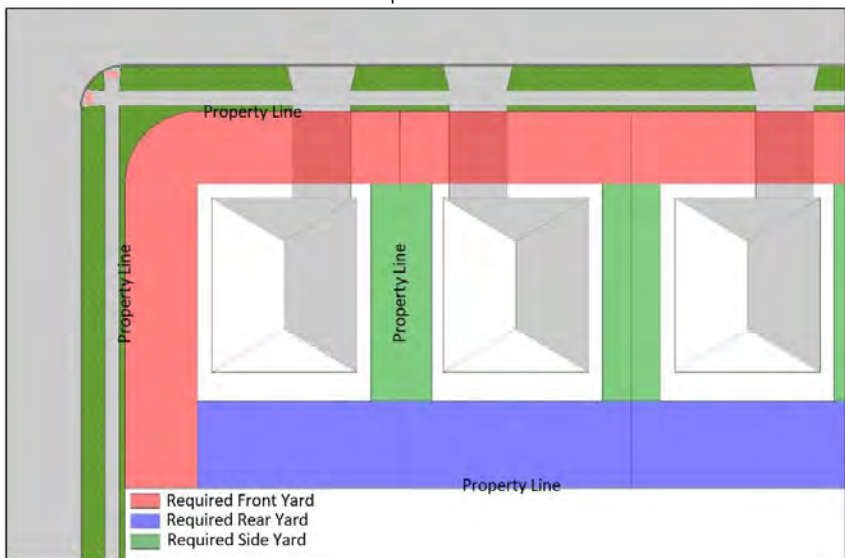 Property Line
Property Line
Property Line
Property Line
Required Front Yard
Required Rear Yard
Required Side Yard